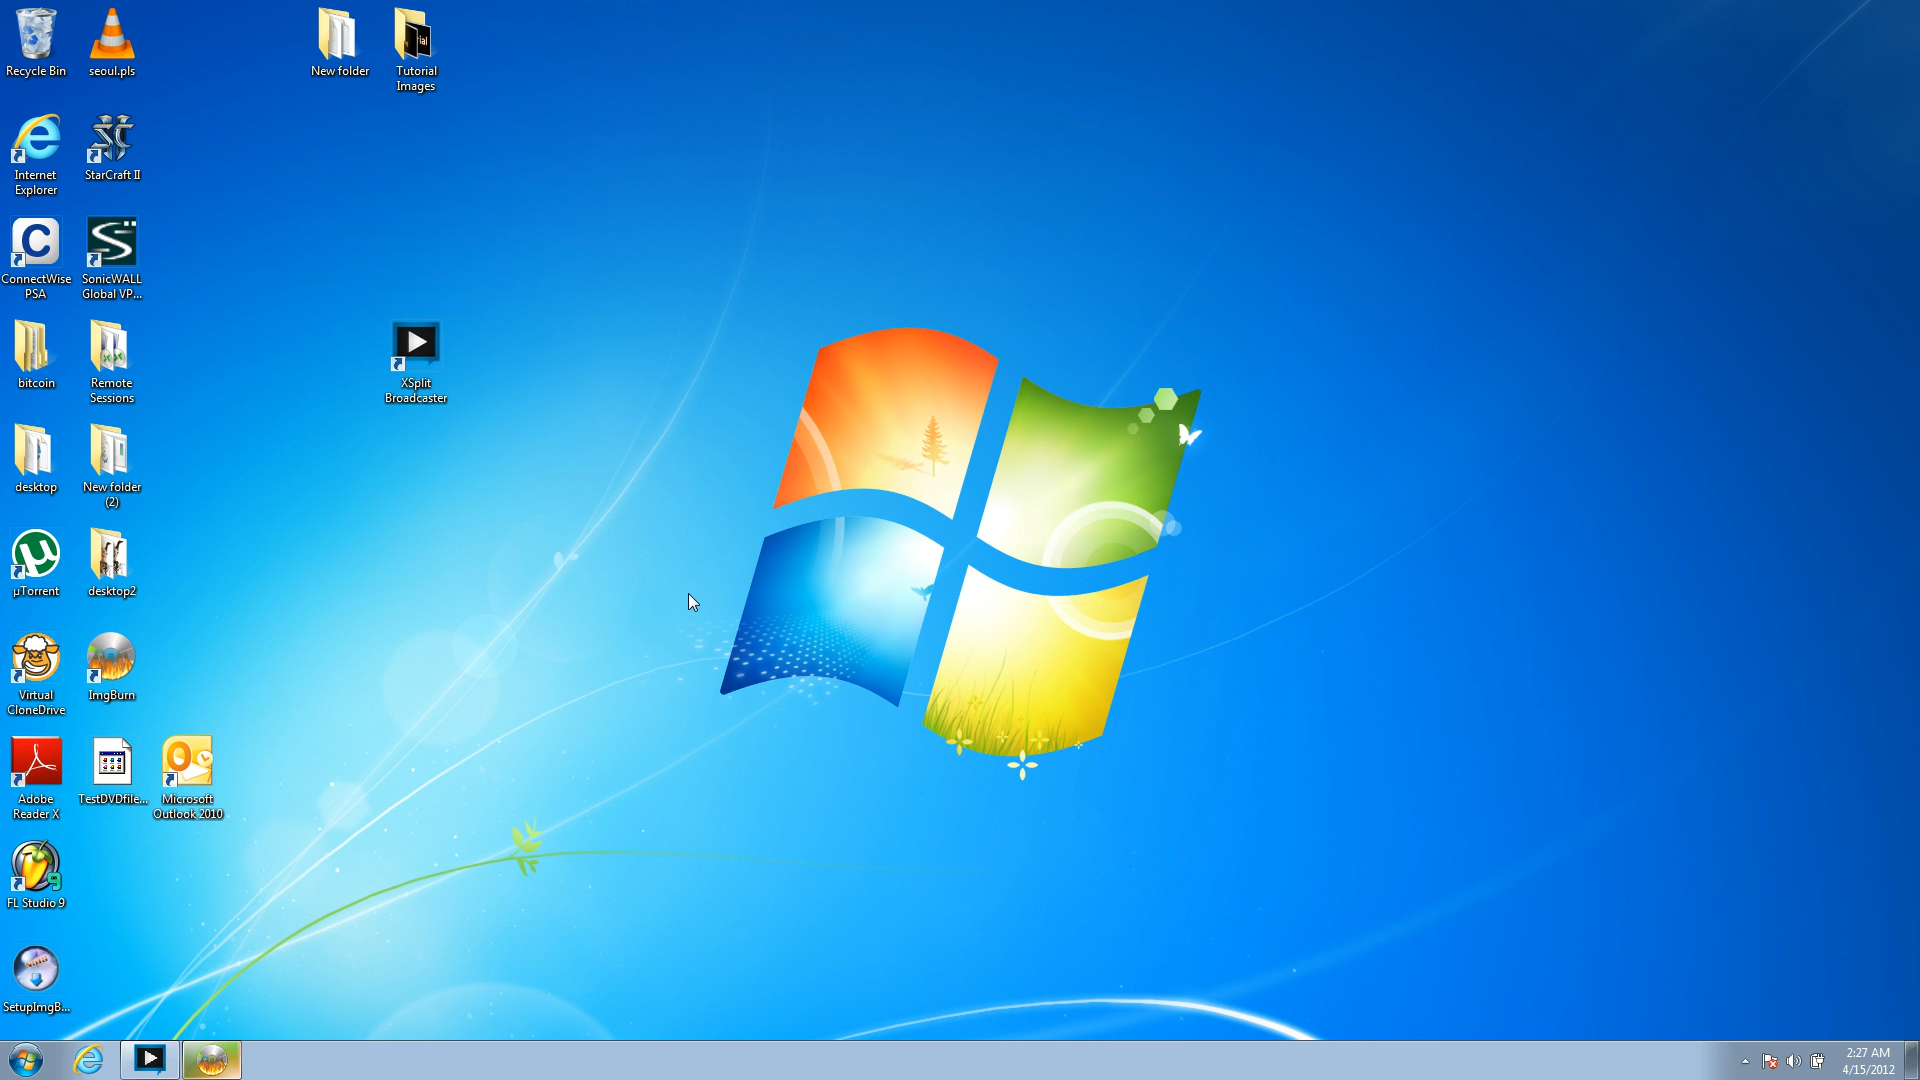 Recycle Bin
seoul.pls
New folder
Tutorial
Images
Internet
Explorer
StarCraft II
ConnectWise
PSA
SonicWALL
Global VP...
bitcoin
Remote
Sessions
XSplit
Broadcaster
desktop
New folder
(2)
µTorrent
desktop2
Virtual
CloneDrive
ImgBurn
Adobe
Reader X
TestDVDfile...
Microsoft
Outlook 2010
FL Studio 9
SetupImgB...
2:27 AM
4/15/2012